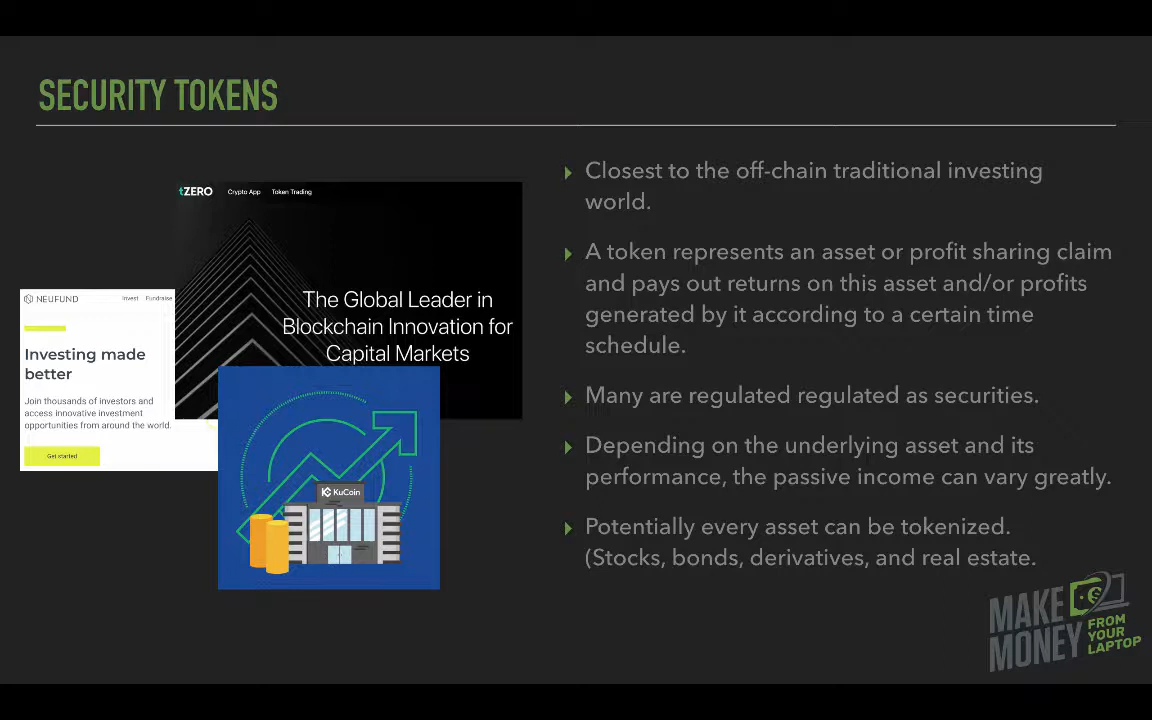 SECURITY TOKENS
tZERO Crypto App Token Trading
The Global Leader in
Blockchain Innovation for
Capital Markets
NEUFUND Invest Fundraise
Investing made
better
Join thousands of investors and
access innovative investment
opportunities from around the world.
Get started
KuCoin
Closest to the off-chain traditional investing
world.
A token represents an asset or profit sharing claim
and pays out returns on this asset and/or profits
generated by it according to a certain time
schedule.
Many are regulated regulated as securities.
Depending on the underlying asset and its
performance, the passive income can vary greatly.
Potentially every asset can be tokenized.
(Stocks, bonds, derivatives, and real estate.
MAKE
MONEY
FROM
YOUR
LAPTOP